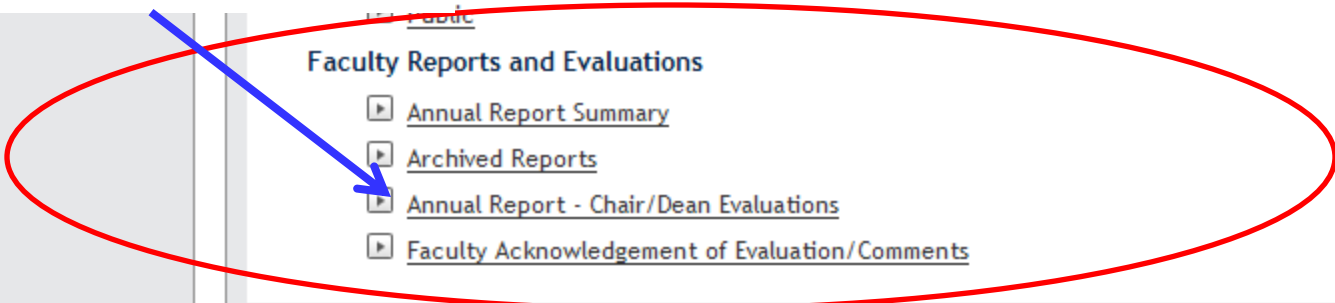 Public
Faculty Reports and Evaluations
Annual Report Summary
Archived Reports
Annual Report - Chair/Dean Evaluations
Faculty Acknowledgement of Evaluation/Comments